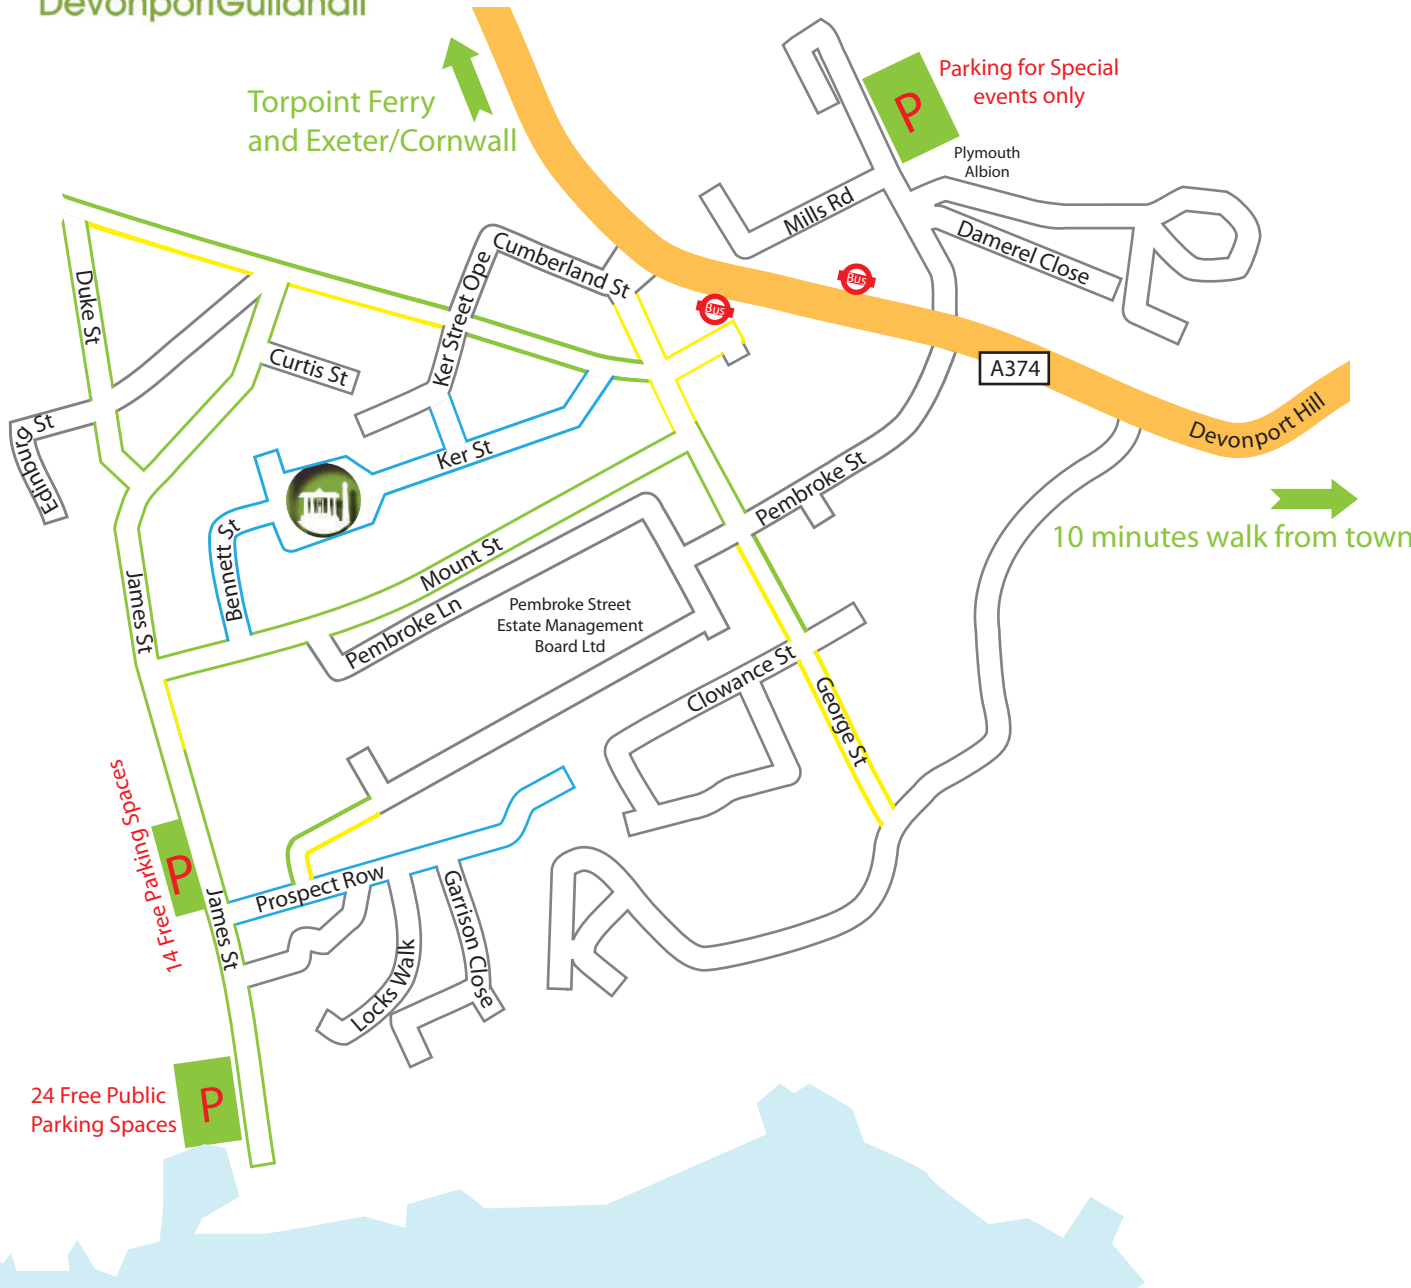 DevonportGuildhall
Torpoint Ferry
and Exeter/Cornwall
Parking for Special
events only
P
Plymouth
Albion
Mills Rd
Damerel Close
Cumberland St
Ker Street Ope
Duke St
Bus
Bus
Curtis St
A374
Devonport Hill
Edinburg St
Ker St
Pembroke St
10 minutes walk from town
Bennett St
Mount St
James St
Pembroke Ln
Pembroke Street
Estate Management
Board Ltd
Clowance St
George St
14 Free Parking Spaces
P
Prospect Row
James St
Garrison Close
Locks Walk
24 Free Public
Parking Spaces
P